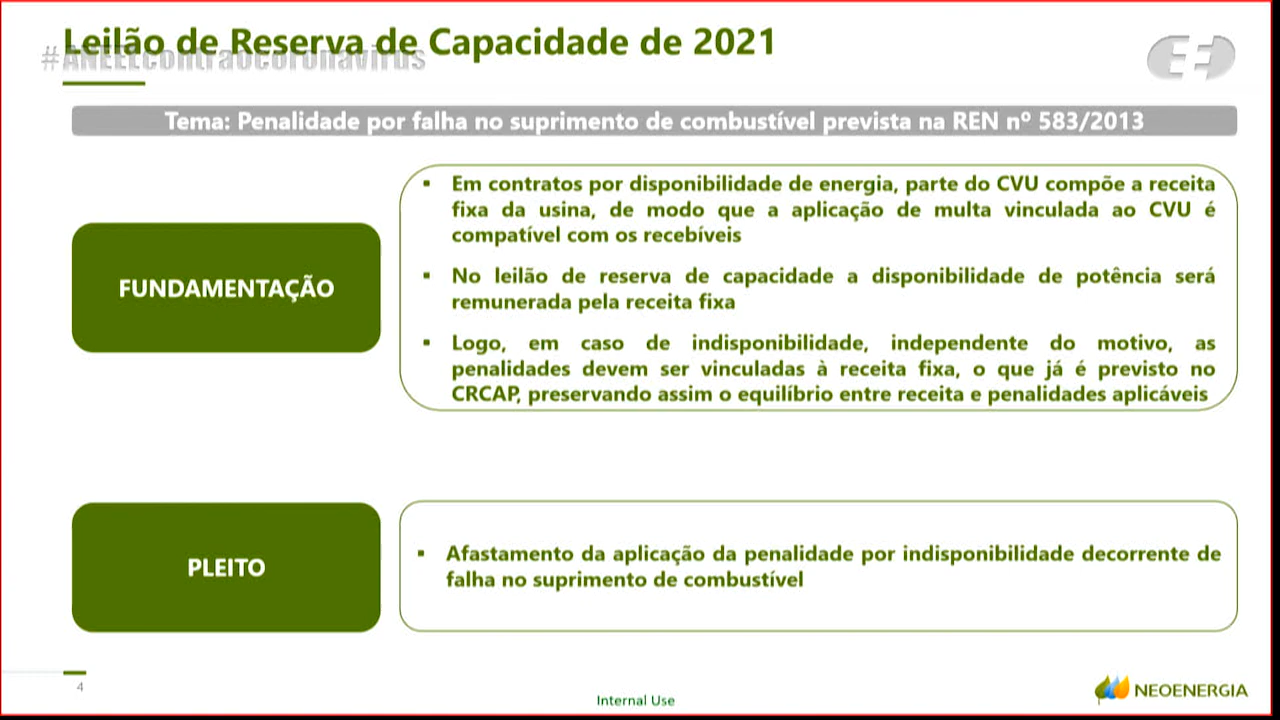 Leilão de Reserva de Capacidade de 2021
#ANEELcontraocoronavirus
Tema: Penalidade por falha no suprimento de combustível prevista na REN nº 583/2013
▪ Em contratos por disponibilidade de energia, parte do CVU compõe a receita
fixa da usina, de modo que a aplicação de multa vinculada ao CVU é
compatível com os recebíveis
FUNDAMENTAÇÃO
▪ No leilão de reserva de capacidade a disponibilidade de potência será
remunerada pela receita fixa
▪ Logo, em caso de indisponibilidade, independente do motivo, as
penalidades devem ser vinculadas à receita fixa, o que já é previsto no
CRCAP, preservando assim o equilíbrio entre receita e penalidades aplicáveis
PLEITO
▪ Afastamento da aplicação da penalidade por indisponibilidade decorrente de
falha no suprimento de combustível
4
Internal Use
NEOENERGIA